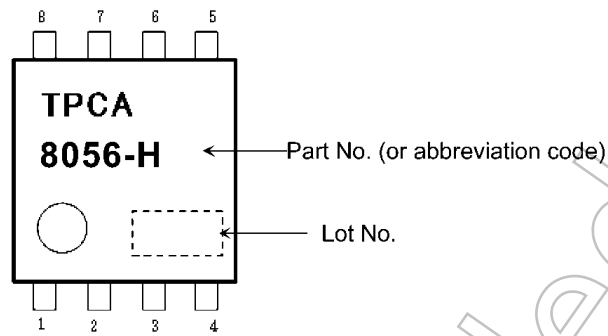 8 7 6 5
TPCA
8056-H
Part No. (or abbreviation code)
Lot No.
1 2 3 4